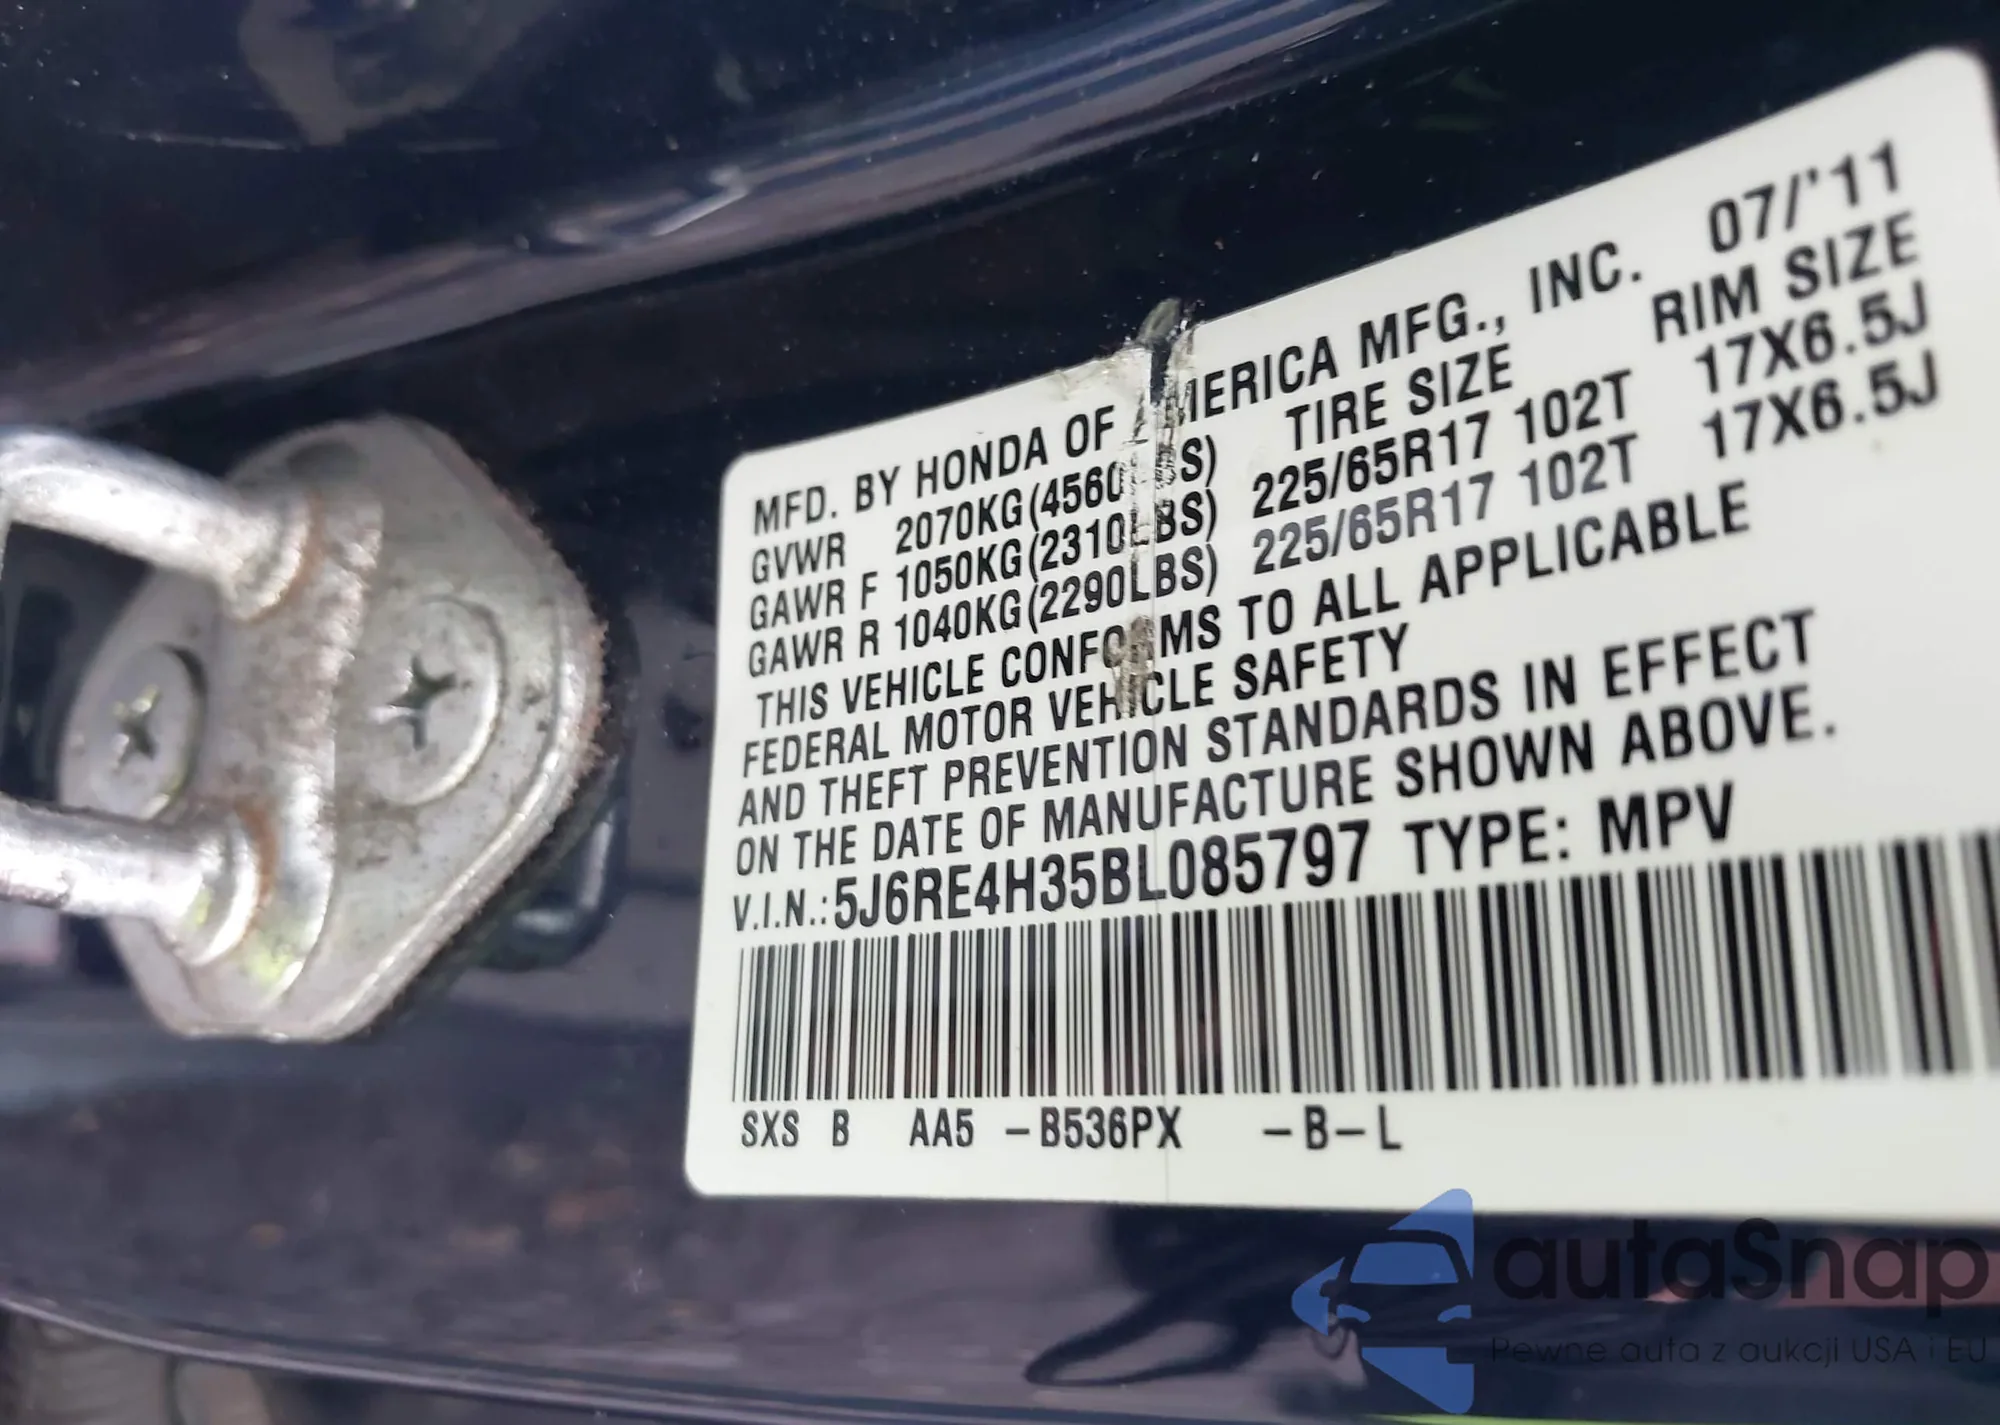 MFD. BY HONDA OF AMERICA MFG., INC. 07/'11
GVWR 2070KG(4560LBS) TIRE SIZE RIM SIZE
GAWR F 1050KG(2310LBS) 225/65R17 102T 17X6.5J
GAWR R 1040KG(2290LBS) 225/65R17 102T 17X6.5J
THIS VEHICLE CONFORMS TO ALL APPLICABLE
FEDERAL MOTOR VEHICLE SAFETY
AND THEFT PREVENTION STANDARDS IN EFFECT
ON THE DATE OF MANUFACTURE SHOWN ABOVE.
V.I.N.:5J6RE4H35BL085797 TYPE: MPV
SXS B AA5 -B536PX -B-L
autaSnap
Pewne auta z aukcji USA i EU